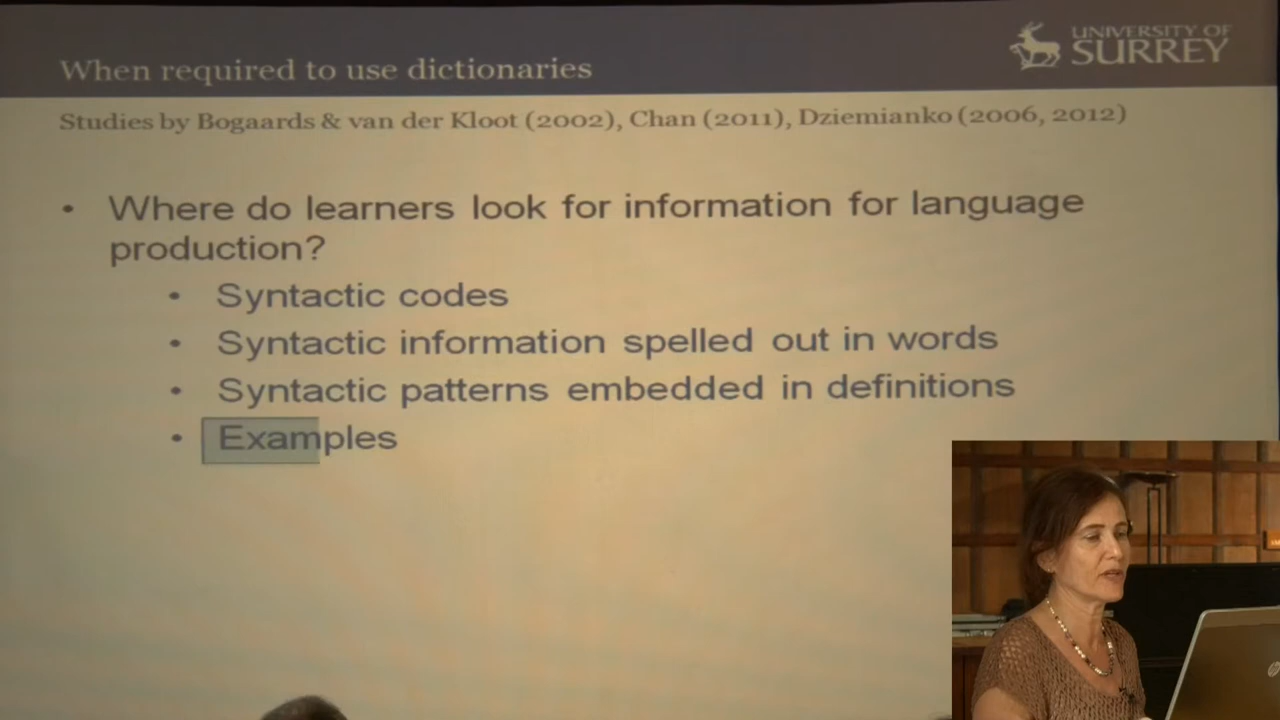 When required to use dictionaries
UNIVERSITY OF
SURREY
Studies by Bogaards & van der Kloot (2002), Chan (2011), Dziemianko (2006, 2012)
• Where do learners look for information for language
production?
• Syntactic codes
• Syntactic information spelled out in words
• Syntactic patterns embedded in definitions
• Examples